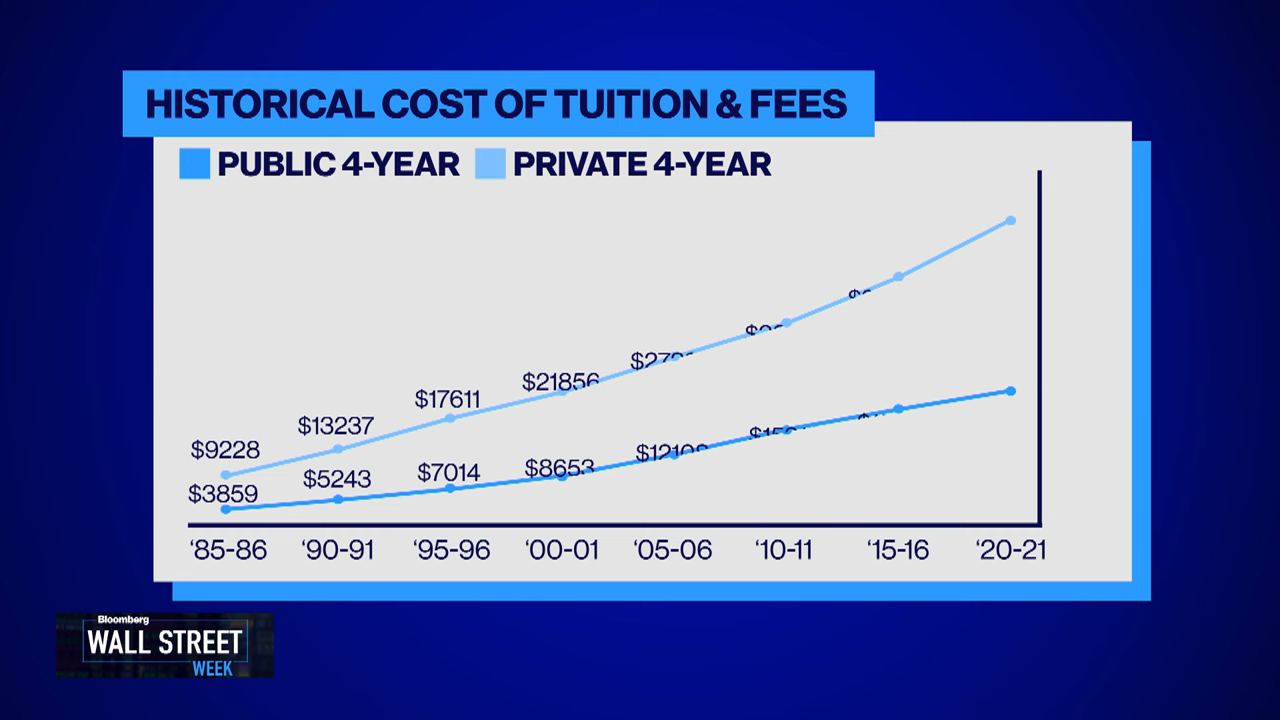 HISTORICAL COST OF TUITION & FEES
PUBLIC 4-YEAR PRIVATE 4-YEAR
$9228 $13237 $17611 $21856
$3859 $5243 $7014 $8653
‘85-86 ‘90-91 ‘95-96 ‘00-01 ‘05-06 ‘10-11 ‘15-16 ‘20-21
Bloomberg
WALL STREET
WEEK